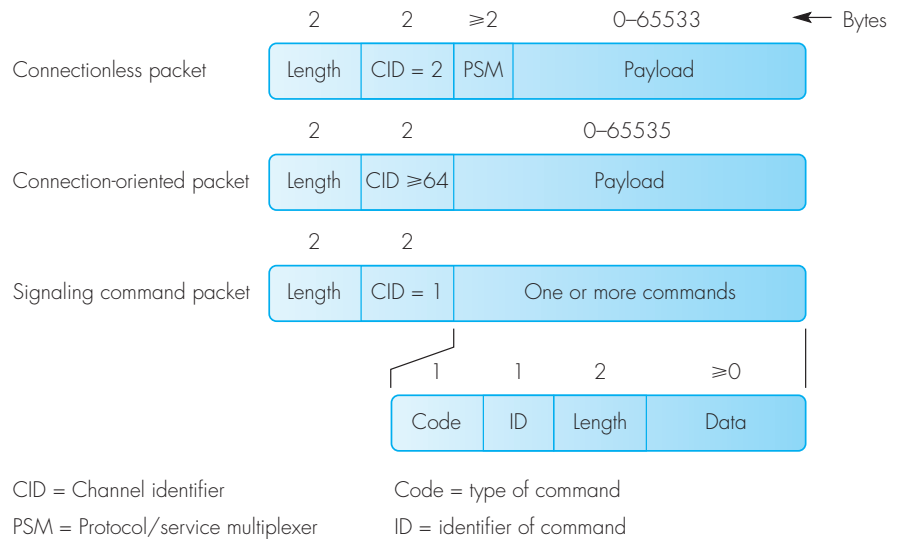 2 2 ⩾2 0–65533 Bytes
Connectionless packet Length CID = 2 PSM Payload
2 2 0–65535
Connection-oriented packet Length CID ⩾64 Payload
2 2
Signaling command packet Length CID = 1 One or more commands
1 1 2 ⩾0
Code ID Length Data
CID = Channel identifier Code = type of command
PSM = Protocol/service multiplexer ID = identifier of command